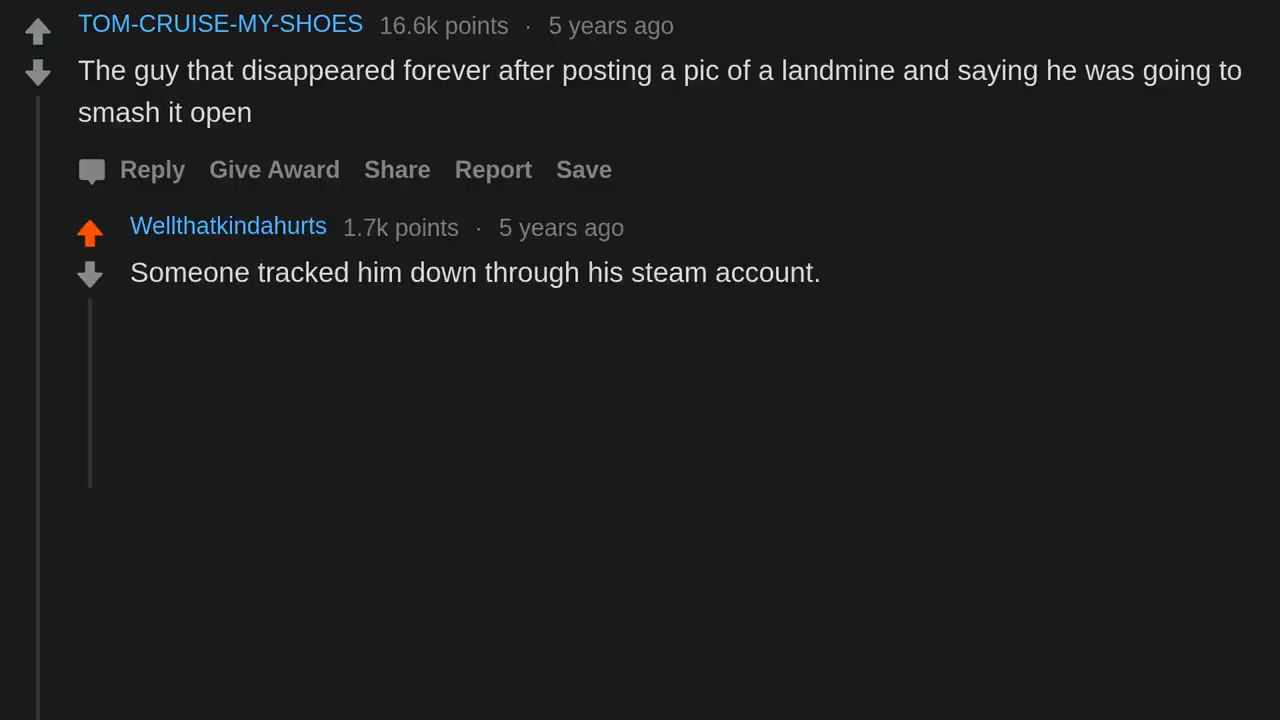 TOM-CRUISE-MY-SHOES 16.6k points · 5 years ago
The guy that disappeared forever after posting a pic of a landmine and saying he was going to
smash it open
Reply Give Award Share Report Save
Wellthatkindahurts 1.7k points · 5 years ago
Someone tracked him down through his steam account.